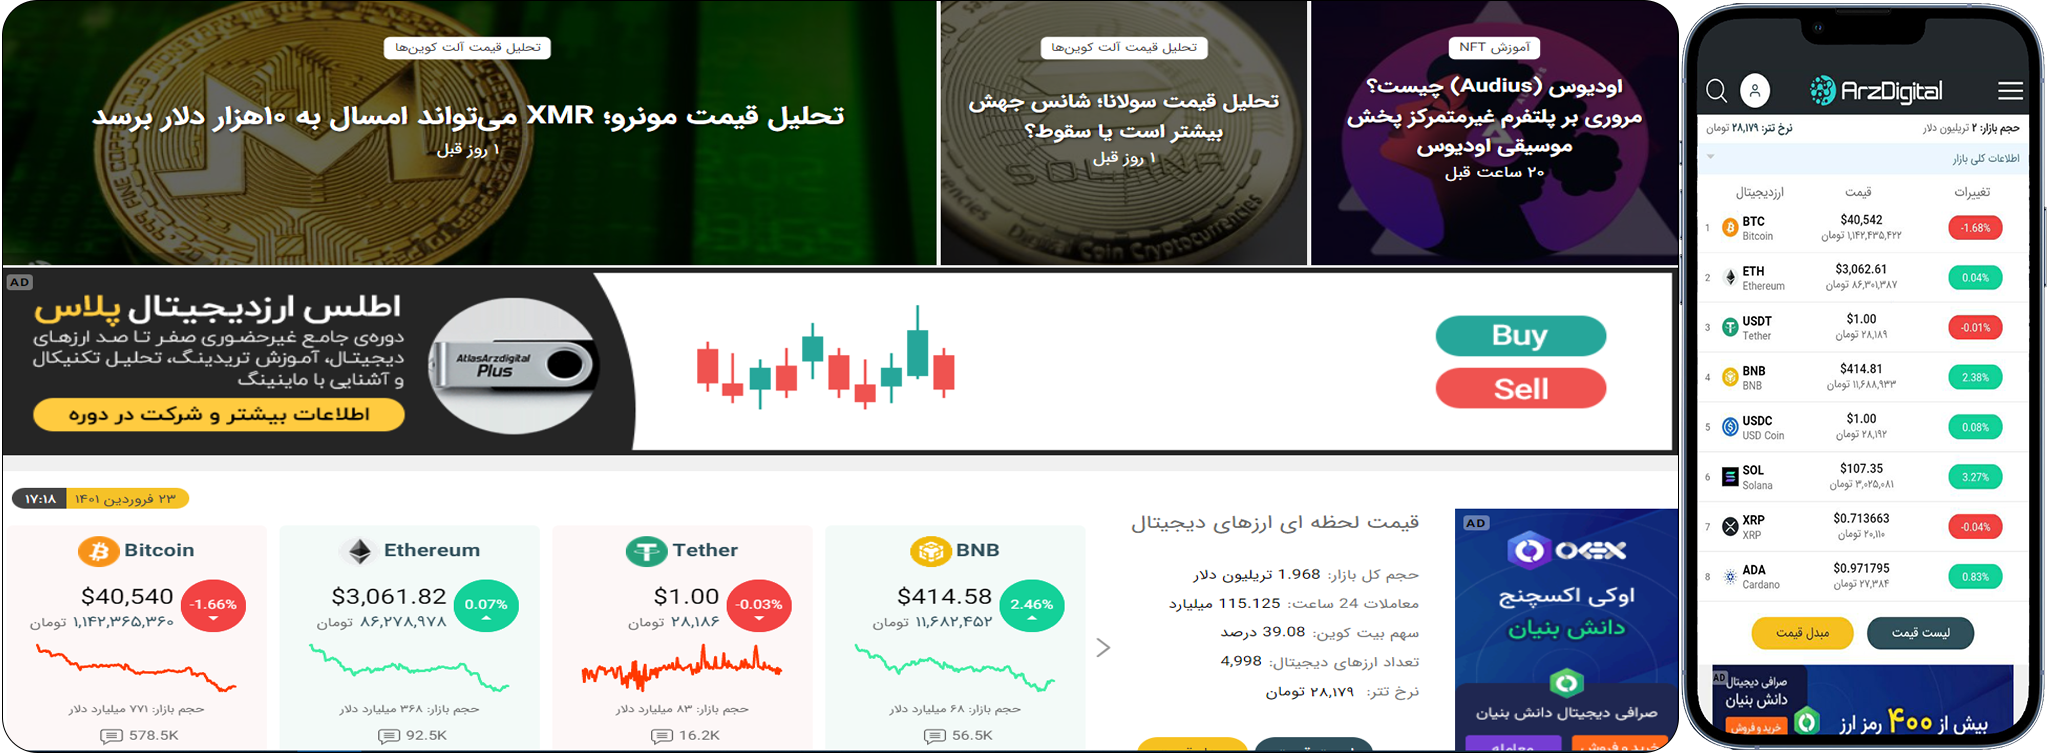 آموزش NFT
اودیوس (Audius) چیست؟
مروری بر پلتفرم غیرمتمرکز پخش
موسیقی اودیوس
۲۰ ساعت قبل
تحلیل قیمت آلت کوین‌ها
تحلیل قیمت سولانا؛ شانس جهش
بیشتر است یا سقوط؟
۱ روز قبل
SOLANA
Digital Coin Cryptocurrencies
تحلیل قیمت آلت کوین‌ها
تحلیل قیمت مونرو؛ XMR می‌تواند امسال به ۱۰هزار دلار برسد
۱ روز قبل
AD
اطلس ارزدیجیتال پلاس
دوره‌ی جامع غیرحضوری صفر تا صد ارزهای
دیجیتال، آموزش تریدینگ، تحلیل تکنیکال
و آشنایی با ماینینگ
اطلاعات بیشتر و شرکت در دوره
AtlasArzdigital
Plus
Buy
Sell
۲۳ فروردین ۱۴۰۱ ۱۷:۱۸
Bitcoin
$40,540
-1.66%
۱,۱۴۲,۳۶۵,۳۶۰ تومان
حجم بازار: ۷۷۱ میلیارد دلار
578.5K
Ethereum
$3,061.82
0.07%
۸۶,۲۷۸,۹۷۸ تومان
حجم بازار: ۳۶۸ میلیارد دلار
92.5K
Tether
$1.00
-0.03%
۲۸,۱۸۶ تومان
حجم بازار: ۸۳ میلیارد دلار
16.2K
BNB
$414.58
2.46%
۱۱,۶۸۲,۴۵۲ تومان
حجم بازار: ۶۸ میلیارد دلار
56.5K
قیمت لحظه ای ارزهای دیجیتال
حجم کل بازار: 1.968 تریلیون دلار
معاملات 24 ساعت: 115.125 میلیارد
سهم بیت کوین: 39.08 درصد
تعداد ارزهای دیجیتال: 4,998
نرخ تتر: ۲۸,۱۷۹ تومان
AD
OKEX
اوکی اکسچنج
دانش بنیان
صرافی دیجیتال دانش بنیان
خرید و فروش
معامله
ArzDigital
حجم بازار: ۲ تریلیون دلار
نرخ تتر: ۲۸,۱۷۹ تومان
اطلاعات کلی بازار
ارزدیجیتال قیمت تغییرات
1 BTC $40,542 -1.68%
Bitcoin ۱,۱۴۲,۴۳۵,۴۲۲ تومان
2 ETH $3,062.61 0.04%
Ethereum ۸۶,۳۰۱,۳۸۷ تومان
3 USDT $1.00 -0.01%
Tether ۲۸,۱۸۹ تومان
4 BNB $414.81 2.38%
BNB ۱۱,۶۸۸,۹۳۳ تومان
5 USDC $1.00 0.08%
USD Coin ۲۸,۱۹۲ تومان
6 SOL $107.35 3.27%
Solana ۳,۰۲۵,۰۸۱ تومان
7 XRP $0.713663 -0.04%
XRP ۲۰,۱۱۰ تومان
8 ADA $0.971795 0.83%
Cardano ۲۷,۳۸۴ تومان
لیست قیمت
مبدل قیمت
AD
صرافی دیجیتال
دانش بنیان
خرید و فروش
بیش از ۴۰۰ رمز ارز